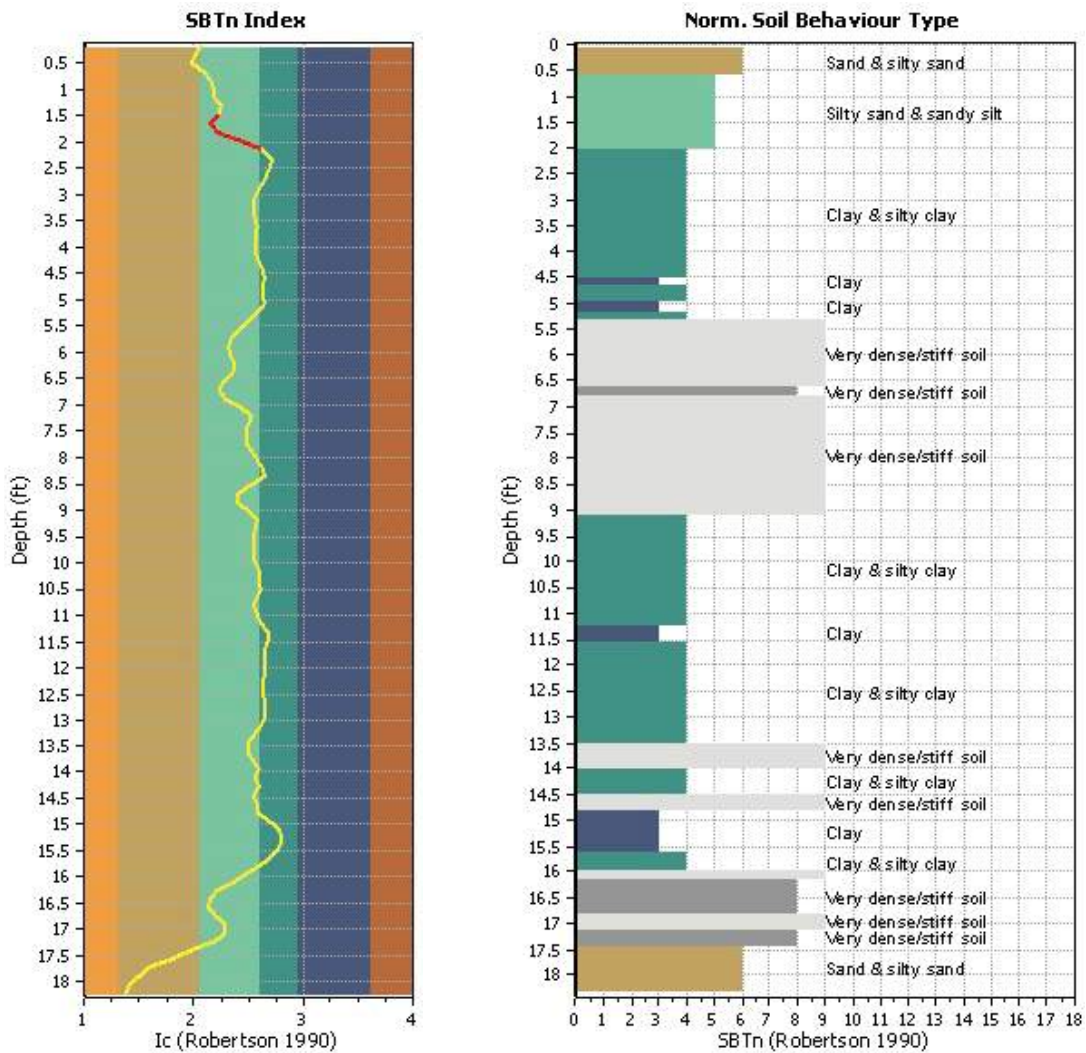 SBTn Index
0.5
1
1.5
2
2.5
3
3.5
4
4.5
5
5.5
6
6.5
7
7.5
8
8.5
9
9.5
10
10.5
11
11.5
12
12.5
13
13.5
14
14.5
15
15.5
16
16.5
17
17.5
18
Depth (ft)
1 2 3 4
Ic (Robertson 1990)
Norm. Soil Behaviour Type
0
0.5
1
1.5
2
2.5
3
3.5
4
4.5
5
5.5
6
6.5
7
7.5
8
8.5
9
9.5
10
10.5
11
11.5
12
12.5
13
13.5
14
14.5
15
15.5
16
16.5
17
17.5
18
Depth (ft)
Sand & silty sand
Silty sand & sandy silt
Clay & silty clay
Clay
Clay
Very dense/stiff soil
Very dense/stiff soil
Very dense/stiff soil
Clay & silty clay
Clay
Clay & silty clay
Very dense/stiff soil
Clay & silty clay
Very dense/stiff soil
Clay
Clay & silty clay
Very dense/stiff soil
Very dense/stiff soil
Very dense/stiff soil
Sand & silty sand
0 1 2 3 4 5 6 7 8 9 10 11 12 13 14 15 16 17 18
SBTn (Robertson 1990)